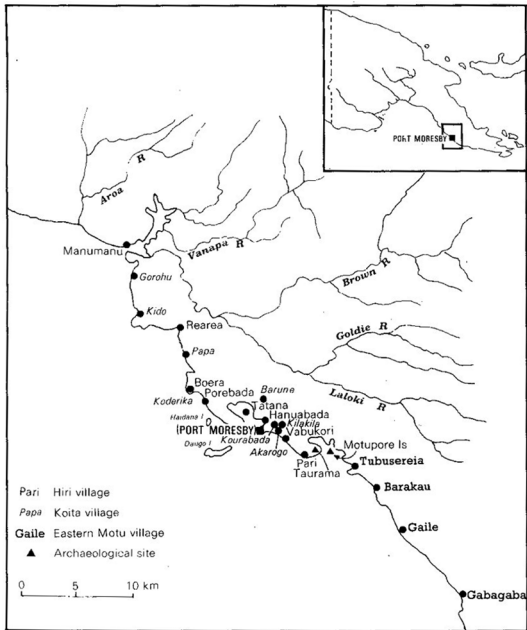 PORT MORESBY
Aroa R
Manumanu
Vanapa R
Gorohu
Brown R
Kido
Rearea
Goldie R
Papa
Laloki R
Boera
Koderika
Porebada
Barune
Tatana
Haidana I
Hanuabada
(PORT MORESBY)
Kilakila
Daugo I
Kourabada
Vabukori
Akarogo
Motupore Is
Pari
Taurama
Tubusereia
Barakau
Pari Hiri village
Papa Koita village
Gaile Eastern Motu village
Archaeological site
Gaile
0 5 10 km
Gabagaba